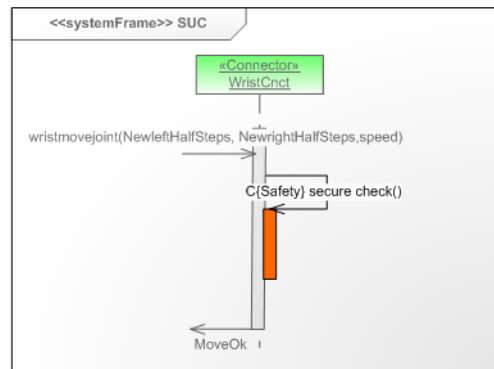 <<systemFrame>> SUC
«Connector»
WristCnct
wristmovejoint(NewleftHalfSteps, NewrightHalfSteps,speed)
C{Safety} secure check()
MoveOk